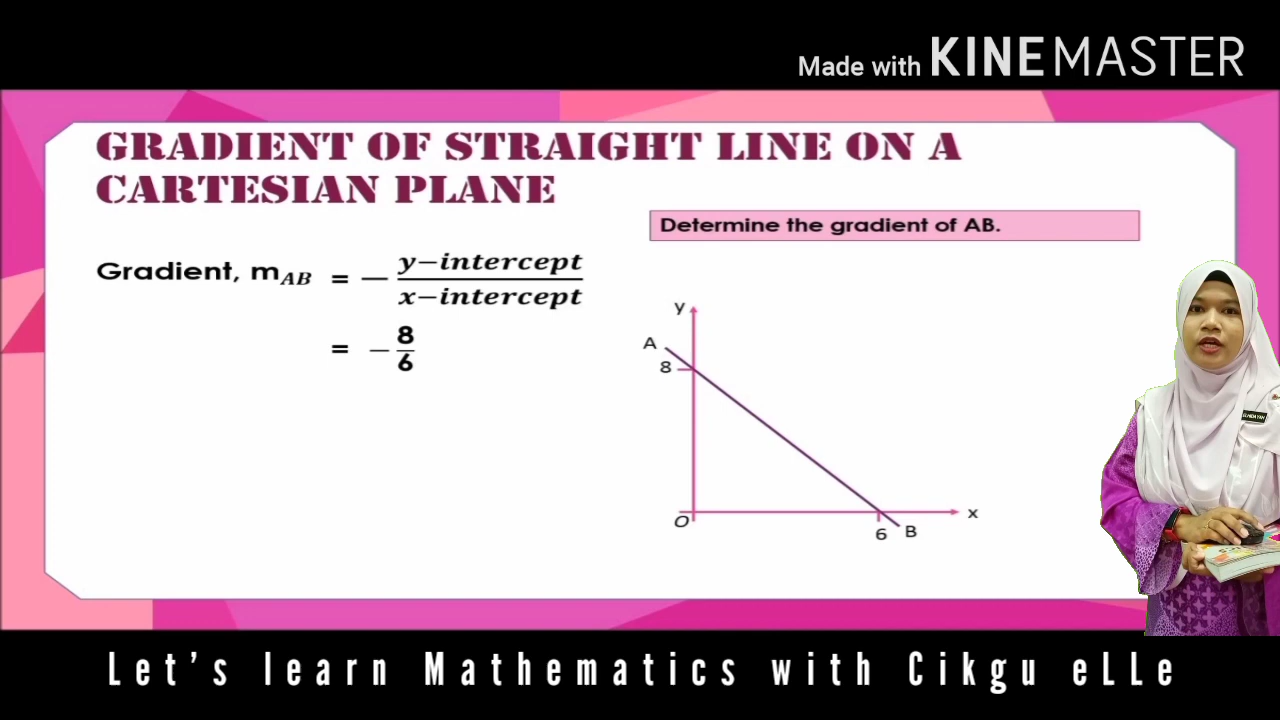 Made with KINEMASTER
GRADIENT OF STRAIGHT LINE ON A
CARTESIAN PLANE
Determine the gradient of AB.
Gradient, m_AB = − y−intercept / x−intercept
= − 8/6
y
A
8
O
6 B
x
Let's learn Mathematics with Cikgu eLLe